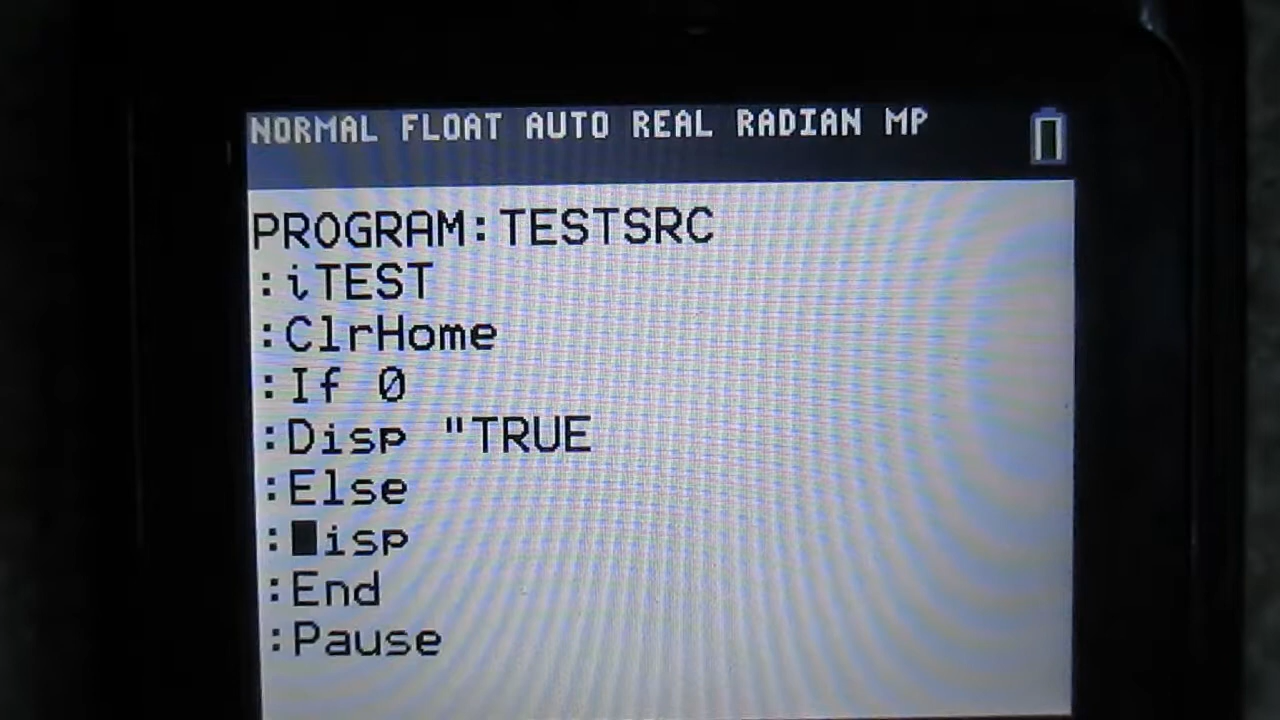 NORMAL FLOAT AUTO REAL RADIAN MP
PROGRAM:TESTSRC
:iTEST
:ClrHome
:If 0
:Disp "TRUE
:Else
:█isp
:End
:Pause